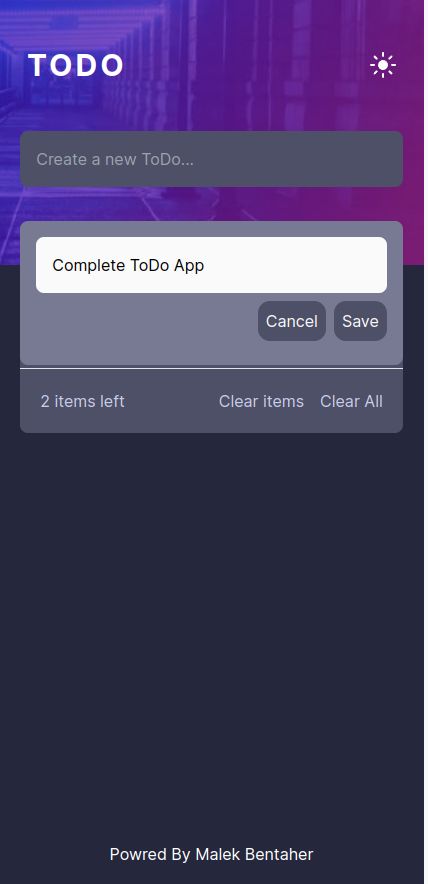 TODO
Create a new ToDo...
Complete ToDo App
Cancel Save
2 items left Clear items Clear All
Powred By Malek Bentaher